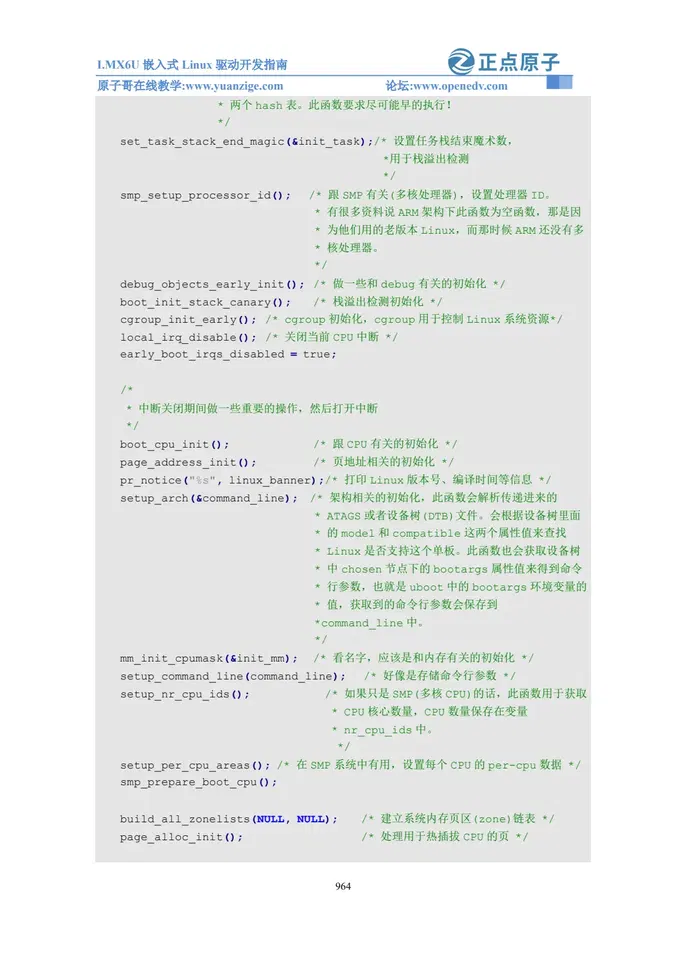 I.MX6U 嵌入式 Linux 驱动开发指南
正点原子
原子哥在线教学:www.yuanzige.com 论坛:www.openedv.com
* 两个 hash 表。此函数要求尽可能早的执行!
*/
set_task_stack_end_magic(&init_task);/* 设置任务栈结束魔术数,
*用于栈溢出检测
*/
smp_setup_processor_id(); /* 跟 SMP 有关(多核处理器),设置处理器 ID。
* 有很多资料说 ARM 架构下此函数为空函数,那是因
* 为他们用的老版本 Linux,而那时候 ARM 还没有多
* 核处理器。
*/
debug_objects_early_init(); /* 做一些和 debug 有关的初始化 */
boot_init_stack_canary(); /* 栈溢出检测初始化 */
cgroup_init_early(); /* cgroup 初始化,cgroup 用于控制 Linux 系统资源*/
local_irq_disable(); /* 关闭当前 CPU 中断 */
early_boot_irqs_disabled = true;
/*
* 中断关闭期间做一些重要的操作,然后打开中断
*/
boot_cpu_init(); /* 跟 CPU 有关的初始化 */
page_address_init(); /* 页地址相关的初始化 */
pr_notice("%s", linux_banner);/* 打印 Linux 版本号、编译时间等信息 */
setup_arch(&command_line); /* 架构相关的初始化,此函数会解析传递进来的
* ATAGS 或者设备树(DTB)文件。会根据设备树里面
* 的 model 和 compatible 这两个属性值来查找
* Linux 是否支持这个单板。此函数也会获取设备树
* 中 chosen 节点下的 bootargs 属性值来得到命令
* 行参数,也就是 uboot 中的 bootargs 环境变量的
* 值,获取到的命令行参数会保存到
*command_line 中。
*/
mm_init_cpumask(&init_mm); /* 看名字,应该是和内存有关的初始化 */
setup_command_line(command_line); /* 好像是存储命令行参数 */
setup_nr_cpu_ids(); /* 如果只是 SMP(多核 CPU)的话,此函数用于获取
* CPU 核心数量,CPU 数量保存在变量
* nr_cpu_ids 中。
*/
setup_per_cpu_areas(); /* 在 SMP 系统中有用,设置每个 CPU 的 per-cpu 数据 */
smp_prepare_boot_cpu();
build_all_zonelists(NULL, NULL); /* 建立系统内存页区(zone)链表 */
page_alloc_init(); /* 处理用于热插拔 CPU 的页 */
964